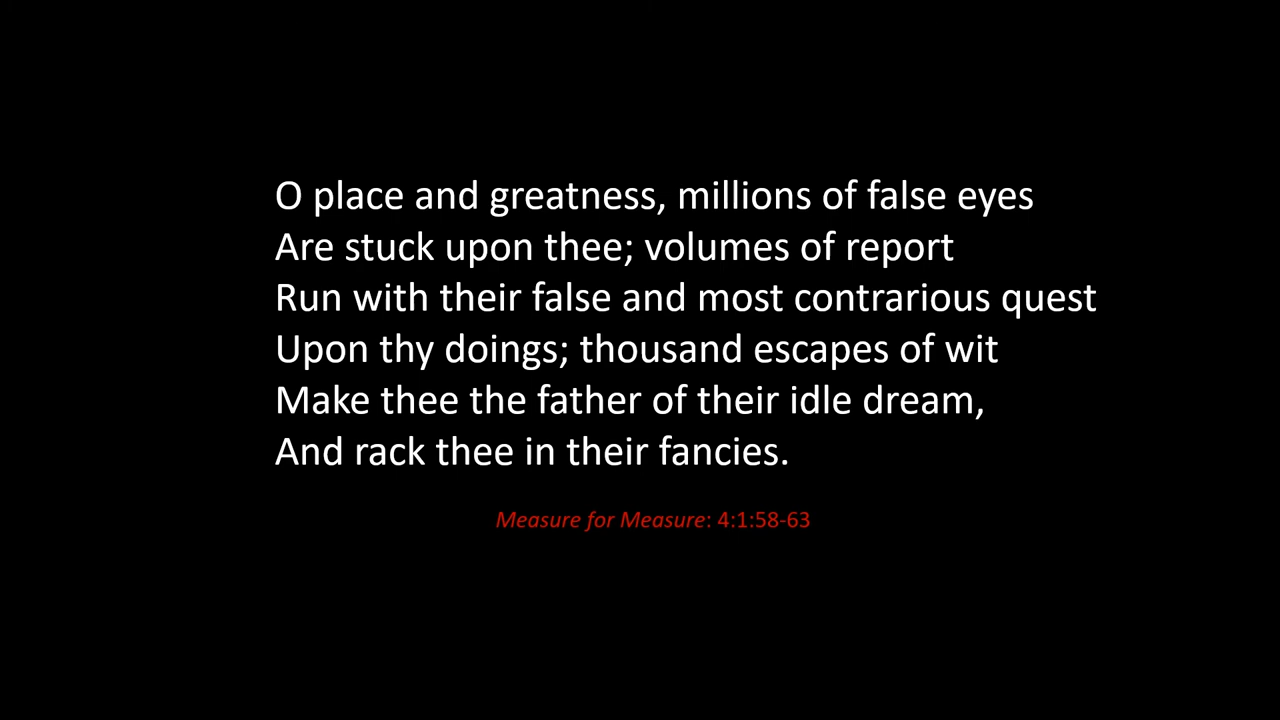 O place and greatness, millions of false eyes
Are stuck upon thee; volumes of report
Run with their false and most contrarious quest
Upon thy doings; thousand escapes of wit
Make thee the father of their idle dream,
And rack thee in their fancies.
Measure for Measure: 4:1:58-63